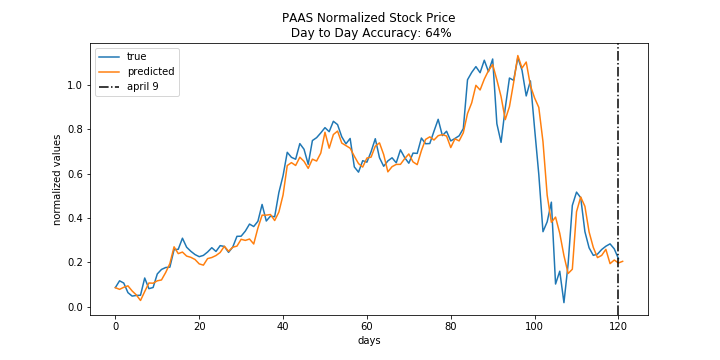 PAAS Normalized Stock Price
Day to Day Accuracy: 64%
true
predicted
april 9
normalized values
1.0
0.8
0.6
0.4
0.2
0.0
0 20 40 60 80 100 120
days